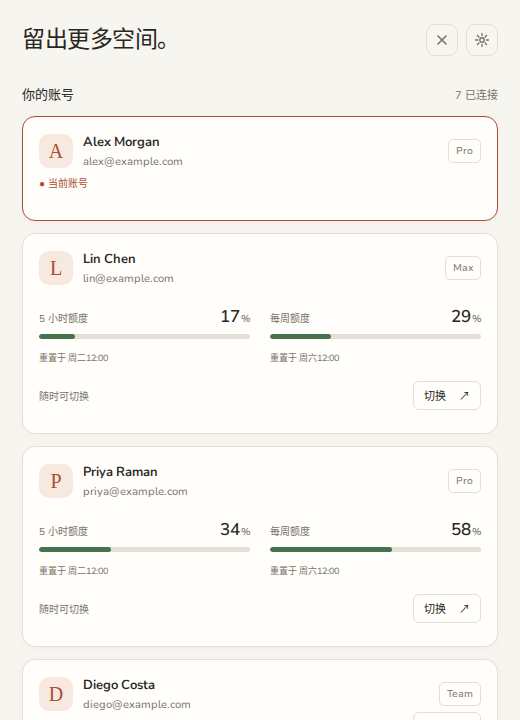 留出更多空间。
你的账号
7 已连接
A
Alex Morgan
alex@example.com
Pro
当前账号
L
Lin Chen
lin@example.com
Max
5 小时额度
17%
每周额度
29%
重置于 周二12:00
重置于 周六12:00
随时可切换
切换 ↗
P
Priya Raman
priya@example.com
Pro
5 小时额度
34%
每周额度
58%
重置于 周二12:00
重置于 周六12:00
随时可切换
切换 ↗
D
Diego Costa
diego@example.com
Team